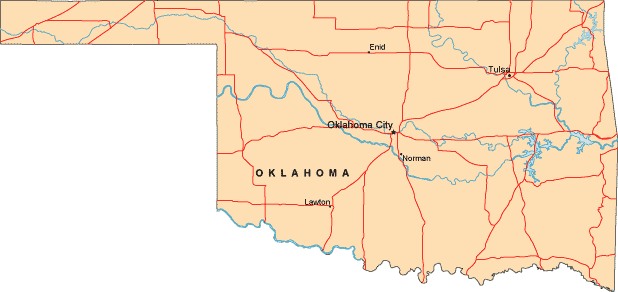 Enid
Tulsa
Oklahoma City
Norman
OKLAHOMA
Lawton